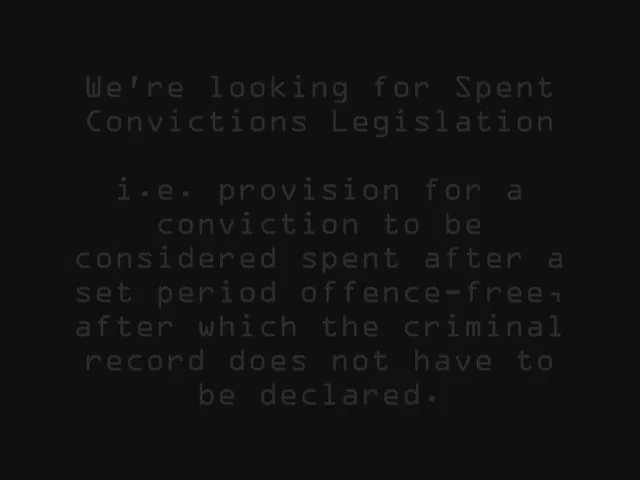 We're looking for Spent
Convictions Legislation
i.e. provision for a
conviction to be
considered spent after a
set period offence-free,
after which the criminal
record does not have to
be declared.